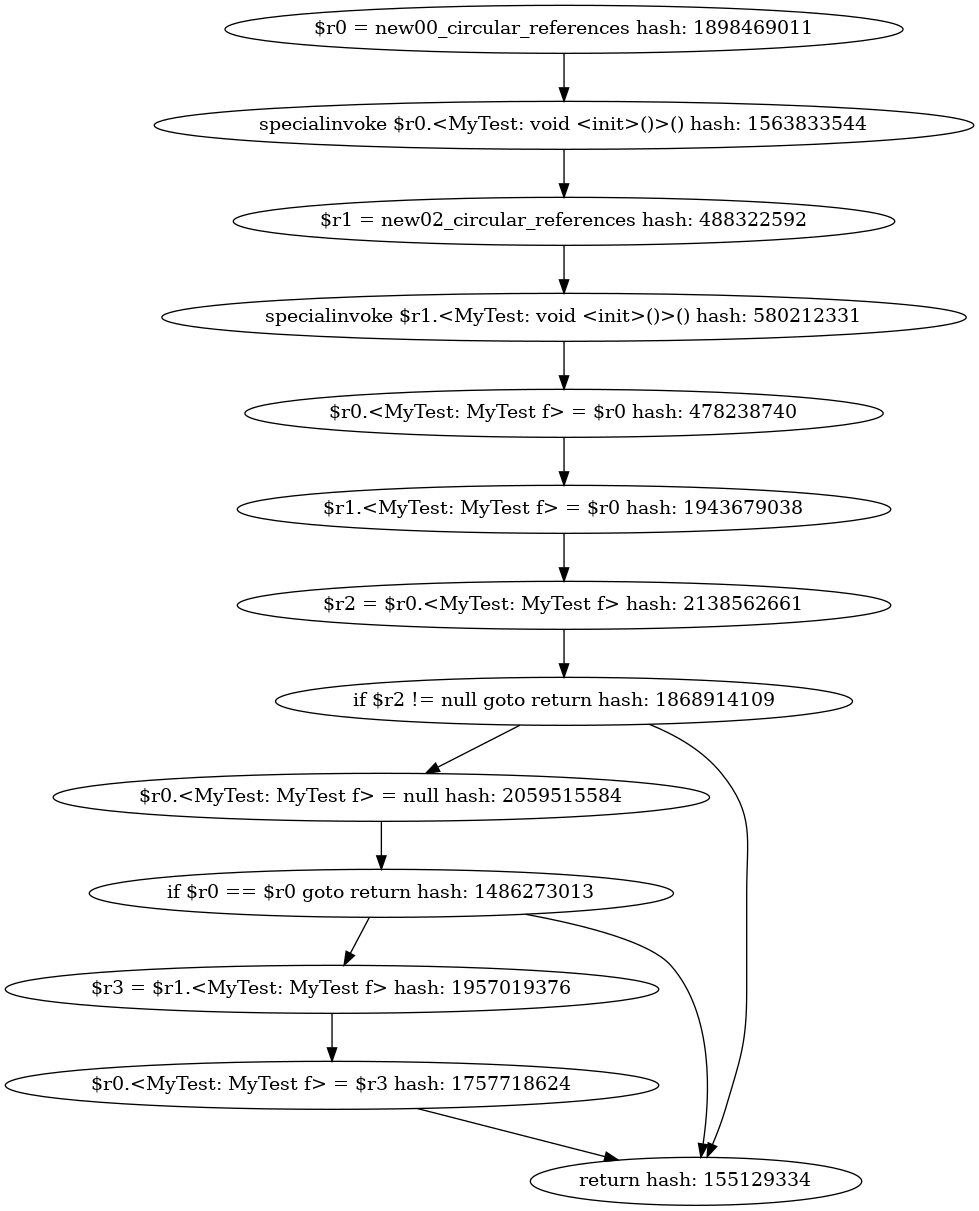 $r0 = new00_circular_references hash: 1898469011
specialinvoke $r0.<MyTest: void <init>()>() hash: 1563833544
$r1 = new02_circular_references hash: 488322592
specialinvoke $r1.<MyTest: void <init>()>() hash: 580212331
$r0.<MyTest: MyTest f> = $r0 hash: 478238740
$r1.<MyTest: MyTest f> = $r0 hash: 1943679038
$r2 = $r0.<MyTest: MyTest f> hash: 2138562661
if $r2 != null goto return hash: 1868914109
$r0.<MyTest: MyTest f> = null hash: 2059515584
if $r0 == $r0 goto return hash: 1486273013
$r3 = $r1.<MyTest: MyTest f> hash: 1957019376
$r0.<MyTest: MyTest f> = $r3 hash: 1757718624
return hash: 155129334